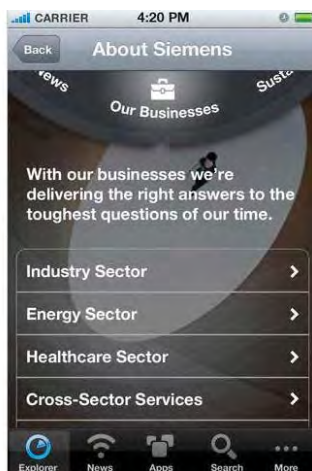 CARRIER 4:20 PM
Back About Siemens
News Our Businesses
With our businesses we're
delivering the right answers to the
toughest questions of our time.
Industry Sector
Energy Sector
Healthcare Sector
Cross-Sector Services
Explorer News Apps Search More